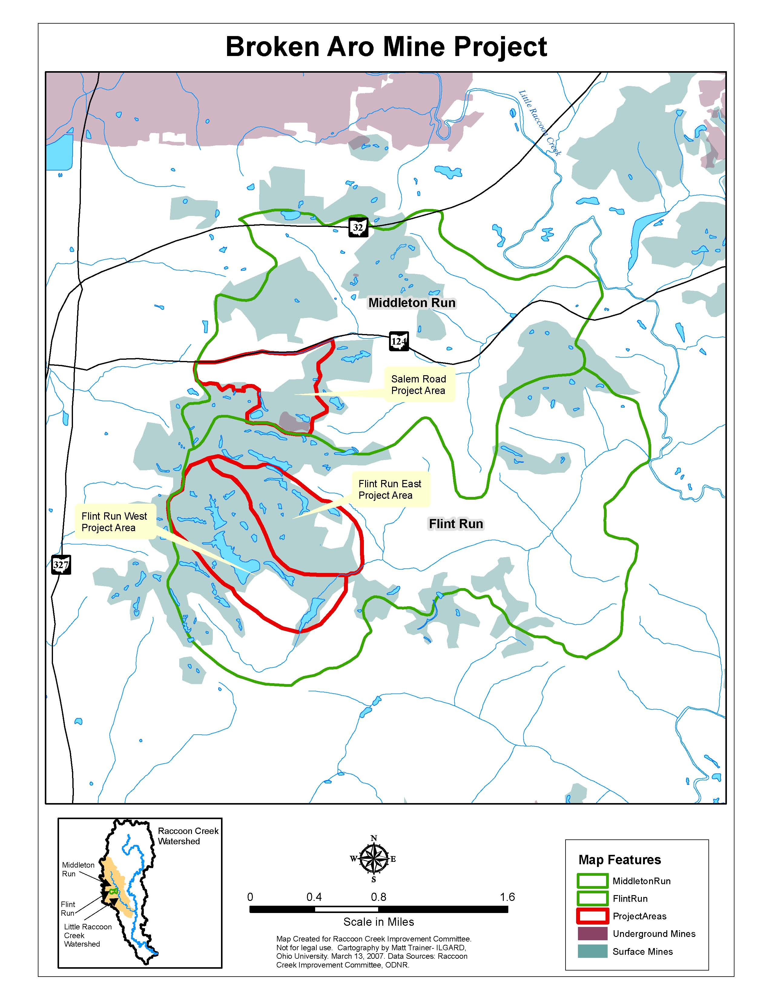 Broken Aro Mine Project
Little Raccoon Creek
32
Middleton Run
124
Salem Road
Project Area
Flint Run East
Project Area
Flint Run West
Project Area
Flint Run
327
Raccoon Creek
Watershed
Middleton
Run
Flint
Run
Little Raccoon
Creek
Watershed
N
W
E
S
0
0.4
0.8
1.6
Scale in Miles
Map Created for Raccoon Creek Improvement Committee.
Not for legal use. Cartography by Matt Trainer- ILGARD,
Ohio University. March 13, 2007. Data Sources: Raccoon
Creek Improvement Committee, ODNR.
Map Features
MiddletonRun
FlintRun
ProjectAreas
Underground Mines
Surface Mines